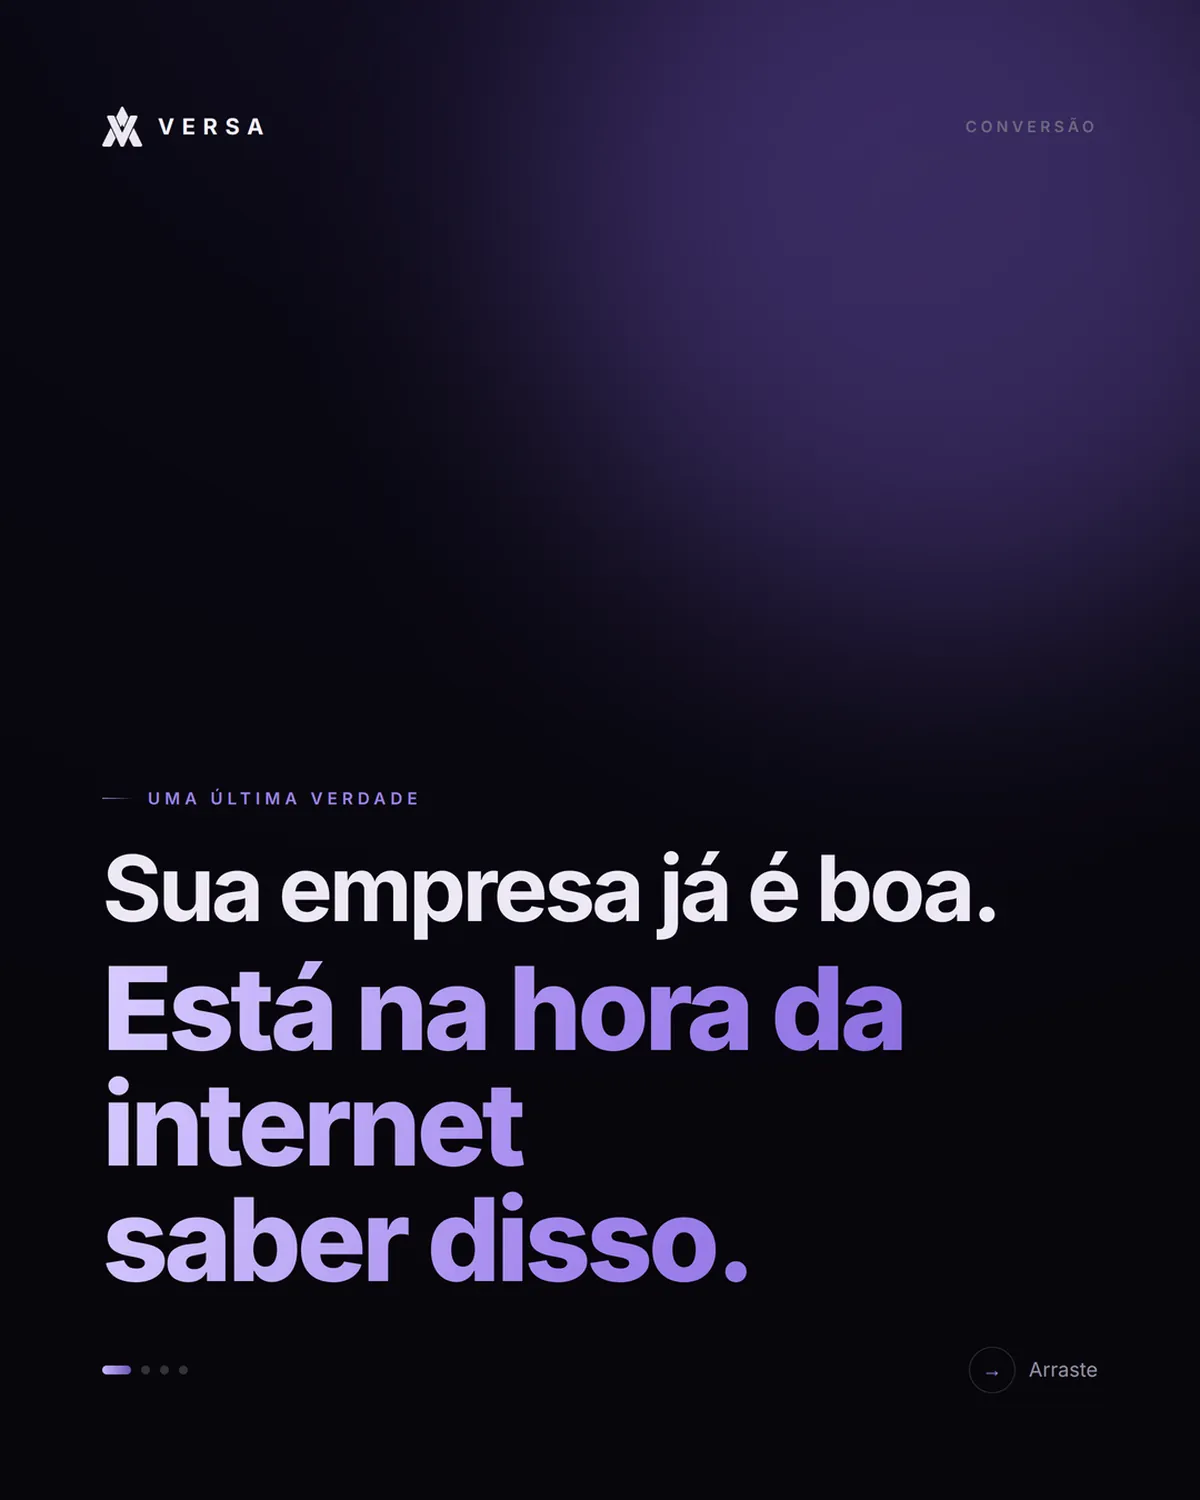 VERSA
CONVERSÃO
UMA ÚLTIMA VERDADE
Sua empresa já é boa.
Está na hora da
internet
saber disso.
→ Arraste